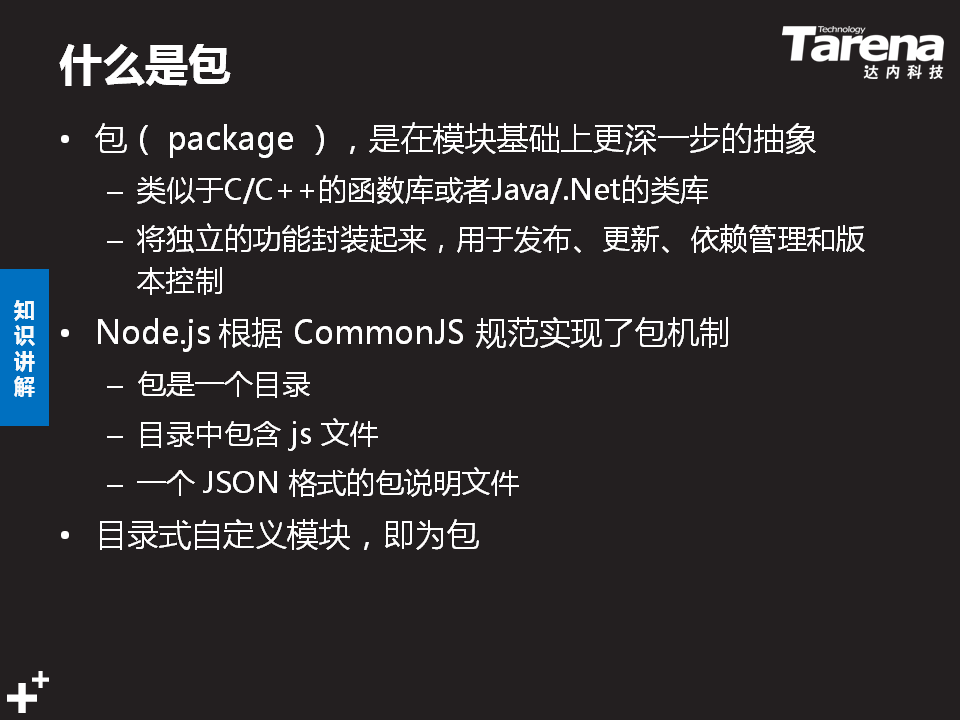 什么是包
Technology
Tarena
达内科技
• 包（ package ），是在模块基础上更深一步的抽象
– 类似于C/C++的函数库或者Java/.Net的类库
– 将独立的功能封装起来，用于发布、更新、依赖管理和版
本控制
知识讲解
• Node.js 根据 CommonJS 规范实现了包机制
– 包是一个目录
– 目录中包含 js 文件
– 一个 JSON 格式的包说明文件
• 目录式自定义模块，即为包